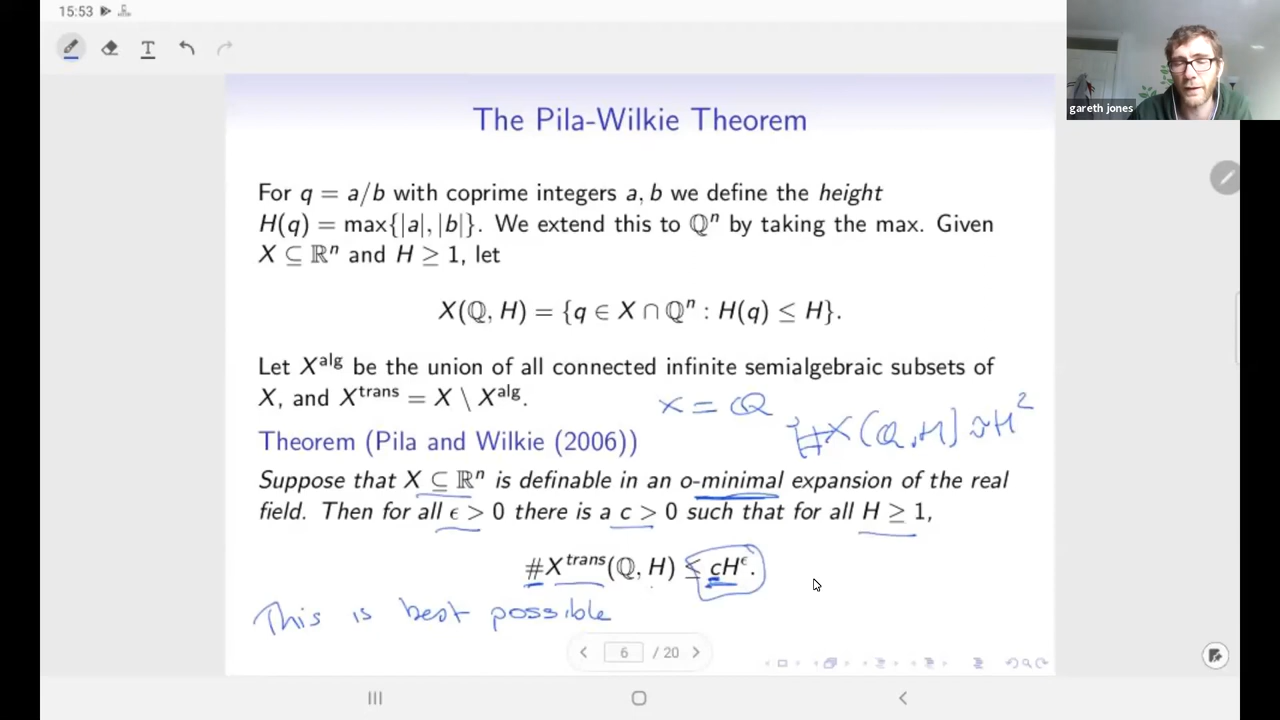 15:53
gareth jones
The Pila-Wilkie Theorem
For q = a/b with coprime integers a, b we define the height
H(q) = max{|a|, |b|}. We extend this to ℚⁿ by taking the max. Given
X ⊆ ℝⁿ and H ≥ 1, let
X(ℚ, H) = {q ∈ X ∩ ℚⁿ : H(q) ≤ H}.
Let X^alg be the union of all connected infinite semialgebraic subsets of
X, and X^trans = X \ X^alg.
x = ℚ
#X(ℚ, H) ~ H²
Theorem (Pila and Wilkie (2006))
Suppose that X ⊆ ℝⁿ is definable in an o-minimal expansion of the real
field. Then for all ϵ > 0 there is a c > 0 such that for all H ≥ 1,
#X^trans(ℚ, H) ≤ cH^ϵ.
This is best possible
6 / 20